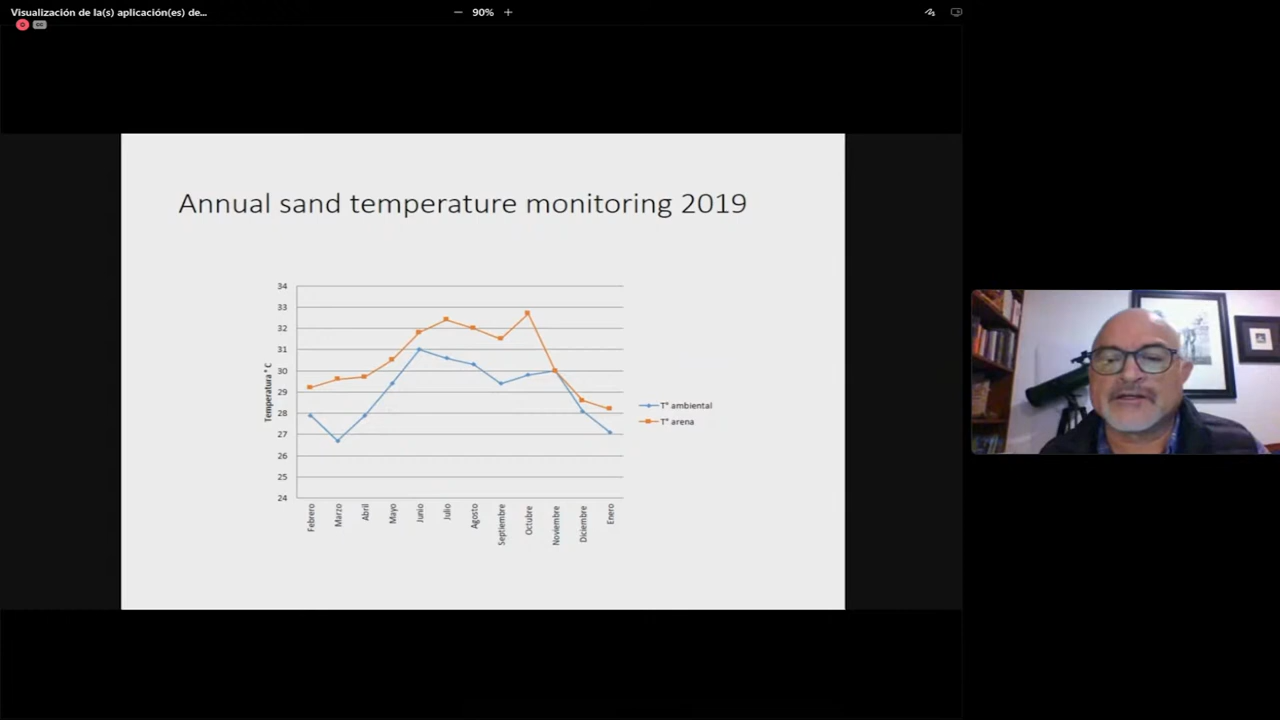 Visualización de la(s) aplicación(es) de...
90%
cc
Annual sand temperature monitoring 2019
34
33
32
31
30
29
28
27
26
25
24
Temperatura ° C
Febrero
Marzo
Abril
Mayo
Junio
Julio
Agosto
Septiembre
Octubre
Noviembre
Diciembre
Enero
T° ambiental
T° arena